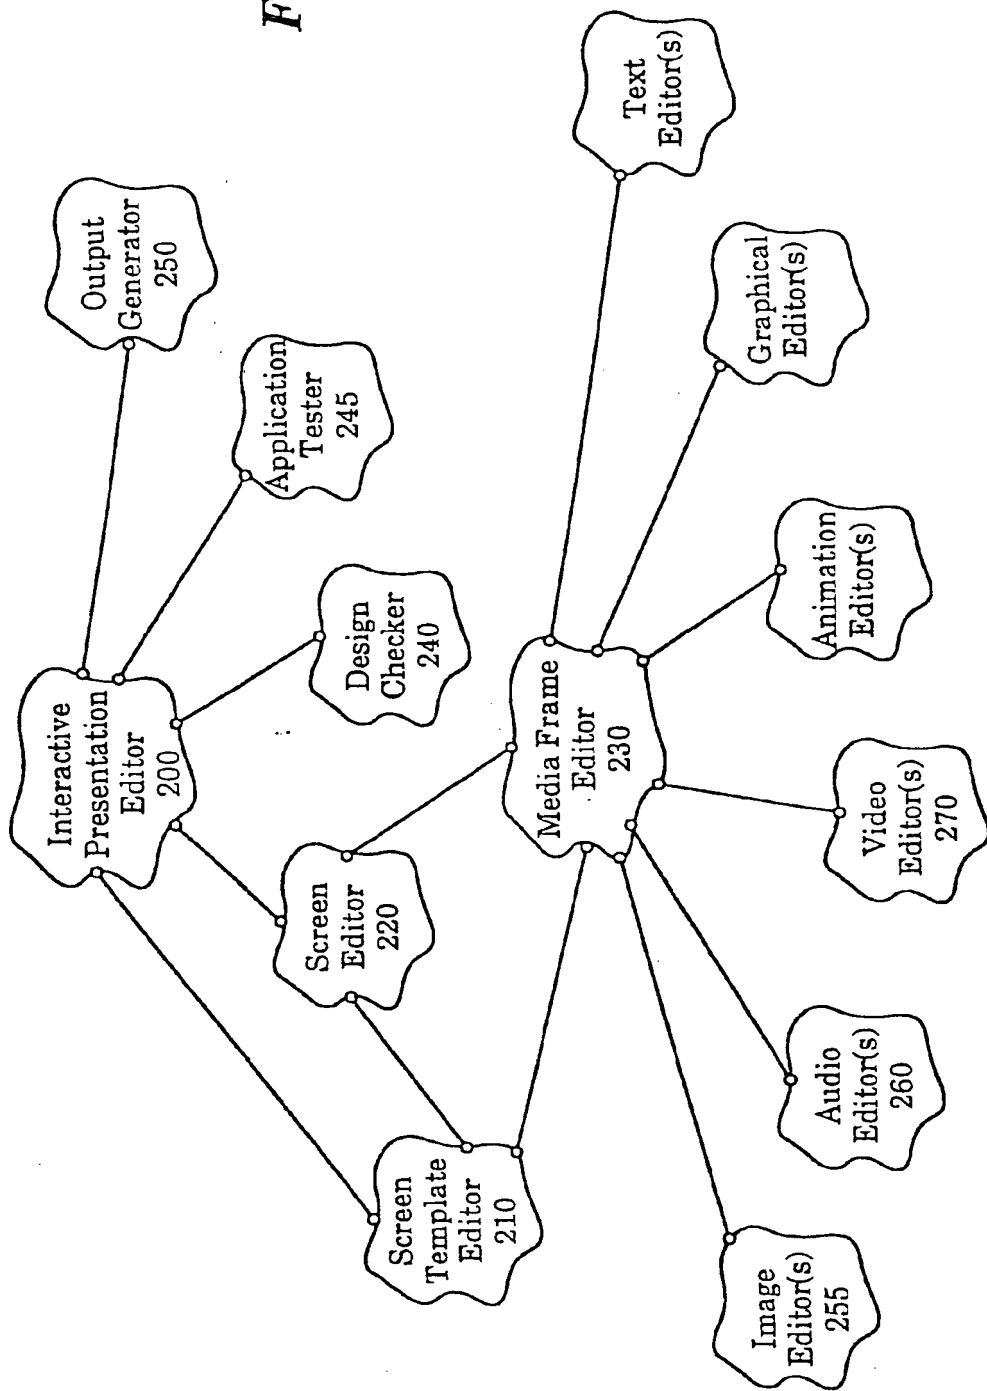 F
Interactive
Presentation
Editor
200
Output
Generator
250
Application
Tester
245
Design
Checker
240
Screen
Editor
220
Screen
Template
Editor
210
Media Frame
Editor
230
Text
Editor(s)
Graphical
Editor(s)
Animation
Editor(s)
Video
Editor(s)
270
Audio
Editor(s)
260
Image
Editor(s)
255